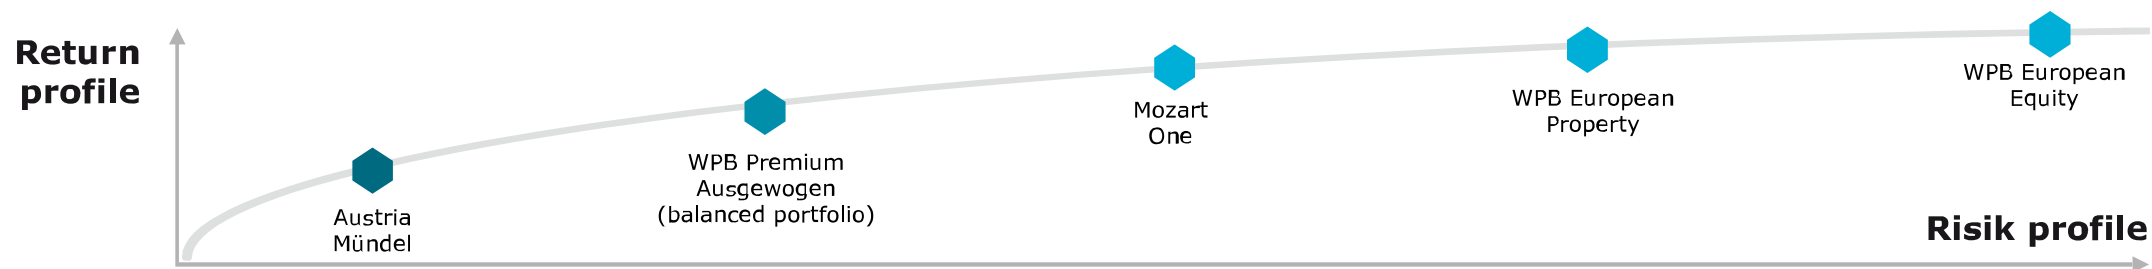 Return
profile
Austria
Mündel
WPB Premium
Ausgewogen
(balanced portfolio)
Mozart
One
WPB European
Property
WPB European
Equity
Risik profile